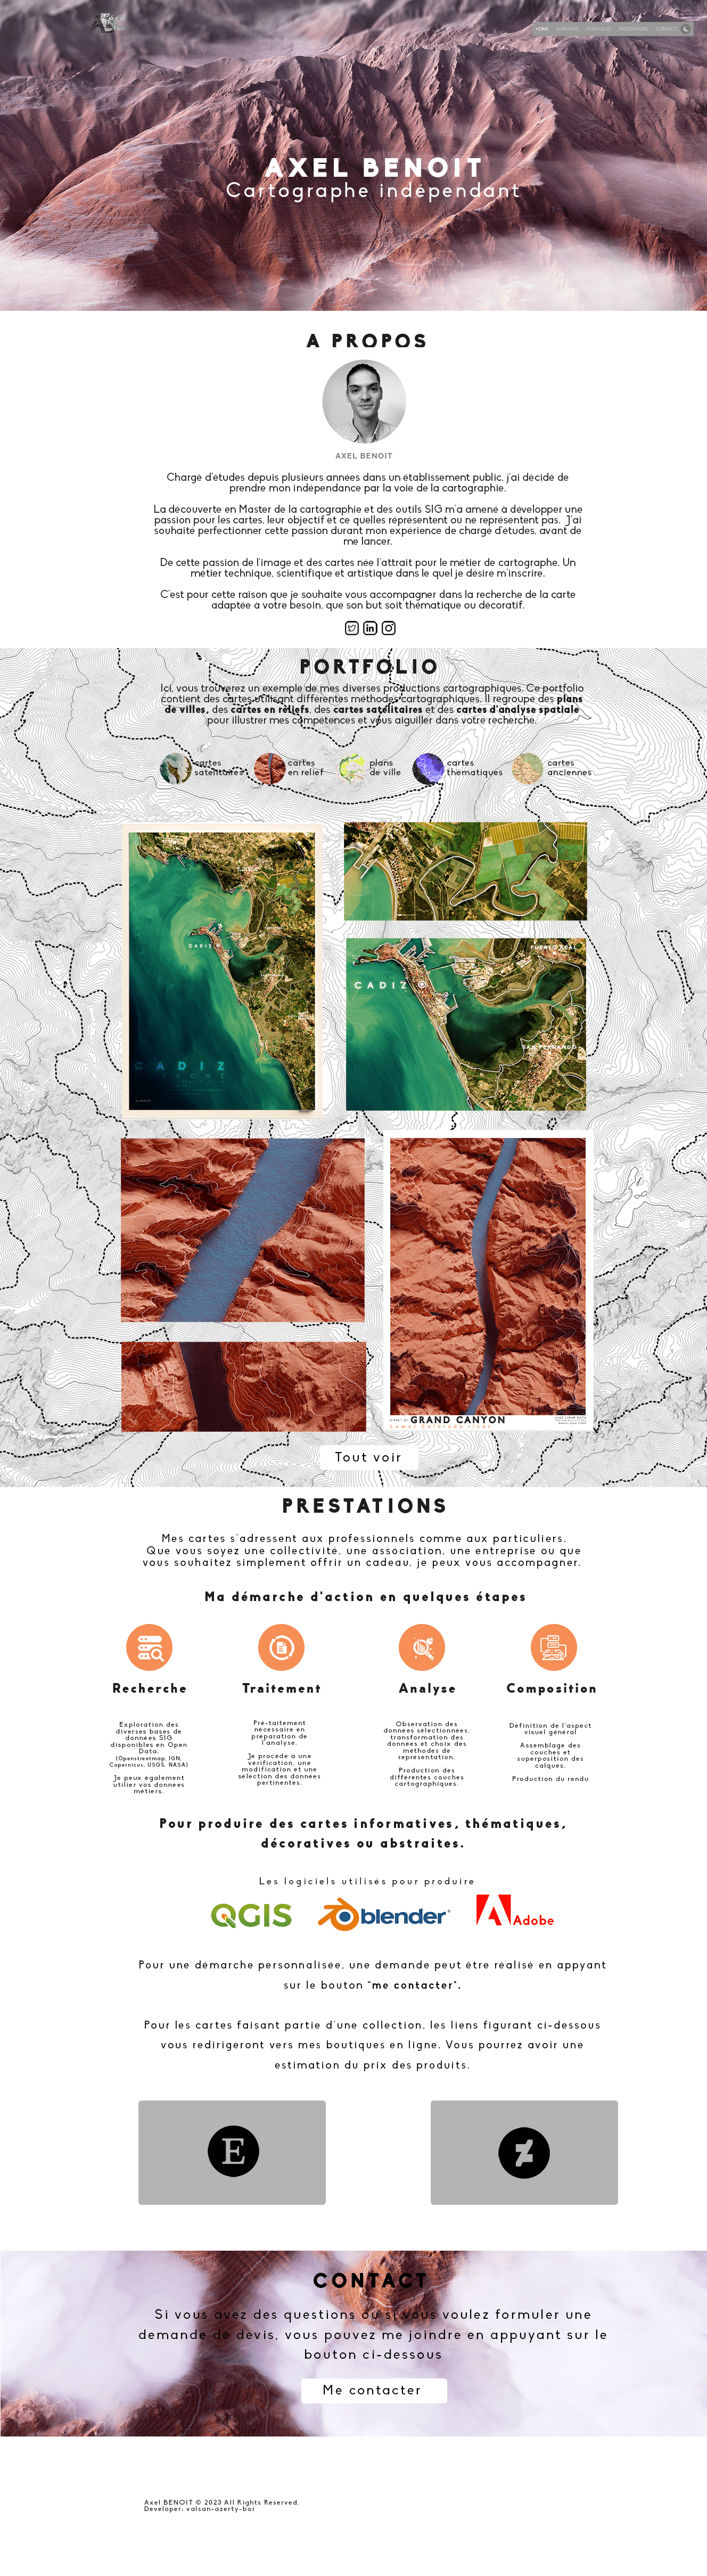 HOME A PROPOS PORTFOLIO PRESTATIONS CONTACT
AXEL BENOIT
Cartographe indépendant
A PROPOS
AXEL BENOIT
Chargé d'études depuis plusieurs années dans un établissement public, j'ai décidé de
prendre mon indépendance par la voie de la cartographie.
La découverte en Master de la cartographie et des outils SIG m'a amené à développer une
passion pour les cartes, leur objectif et ce quelles réprésentent ou ne représentent pas. J'ai
souhaité perfectionner cette passion durant mon expérience de chargé d'études, avant de
me lancer.
De cette passion de l'image et des cartes née l'attrait pour le métier de cartographe. Un
metier technique, scientifique et artistique dans le quel je désire m'inscrire.
C'est pour cette raison que je souhaite vous accompagner dans la recherche de la carte
adaptée à votre besoin, que son but soit thématique ou décoratif.
PORTFOLIO
Ici, vous trouverez un exemple de mes diverses productions cartographiques. Ce portfolio
contient des cartes utilisant différentes méthodes cartographiques. Il regroupe des plans
de villes, des cartes en reliefs, des cartes satellitaires et des cartes d'analyse spatiale
pour illustrer mes compétences et vous aiguiller dans votre recherche.
cartes
satellitaires
cartes
en relief
plans
de ville
cartes
thématiques
cartes
anciennes
CADIZ
CADIZ
PUERTO REAL
CADIZ
SAN FERNANDO
GRAND CANYON
Lower Colorado river
Tout voir
PRESTATIONS
Mes cartes s'adressent aux professionnels comme aux particuliers.
Que vous soyez une collectivité, une association, une entreprise ou que
vous souhaitez simplement offrir un cadeau, je peux vous accompagner.
Ma démarche d'action en quelques étapes
Recherche
Exploration des
diverses bases de
données SIG
disponibles en Open
Data.
(Openstreetmap, IGN,
Copernicus, USGS, NASA)
Je peux également
utilier vos données
métiers.
Traitement
Pré-taitement
nécessaire en
préparation de
l'analyse.
Je procède à une
vérification, une
modification et une
sélection des données
pertinentes.
Analyse
Observation des
données sélectionnées,
transformation des
données et choix des
méthodes de
représentation.
Production des
différentes couches
cartographiques.
Composition
Définition de l'aspect
visuel général
Assemblage des
couches et
superposition des
calques.
Production du rendu
Pour produire des cartes informatives, thématiques,
décoratives ou abstraites.
Les logiciels utilisés pour produire
QGIS
blender
Adobe
Pour une démarche personnalisée, une demande peut être réalisé en appyant
sur le bouton "me contacter".
Pour les cartes faisant partie d'une collection, les liens figurant ci-dessous
vous redirigeront vers mes boutiques en ligne. Vous pourrez avoir une
estimation du prix des produits.
E
CONTACT
Si vous avez des questions ou si vous voulez formuler une
demande de devis, vous pouvez me joindre en appuyant sur le
bouton ci-dessous
Me contacter
Axel BENOIT © 2023 All Rights Reserved.
Developer: valsan-azerty-boi